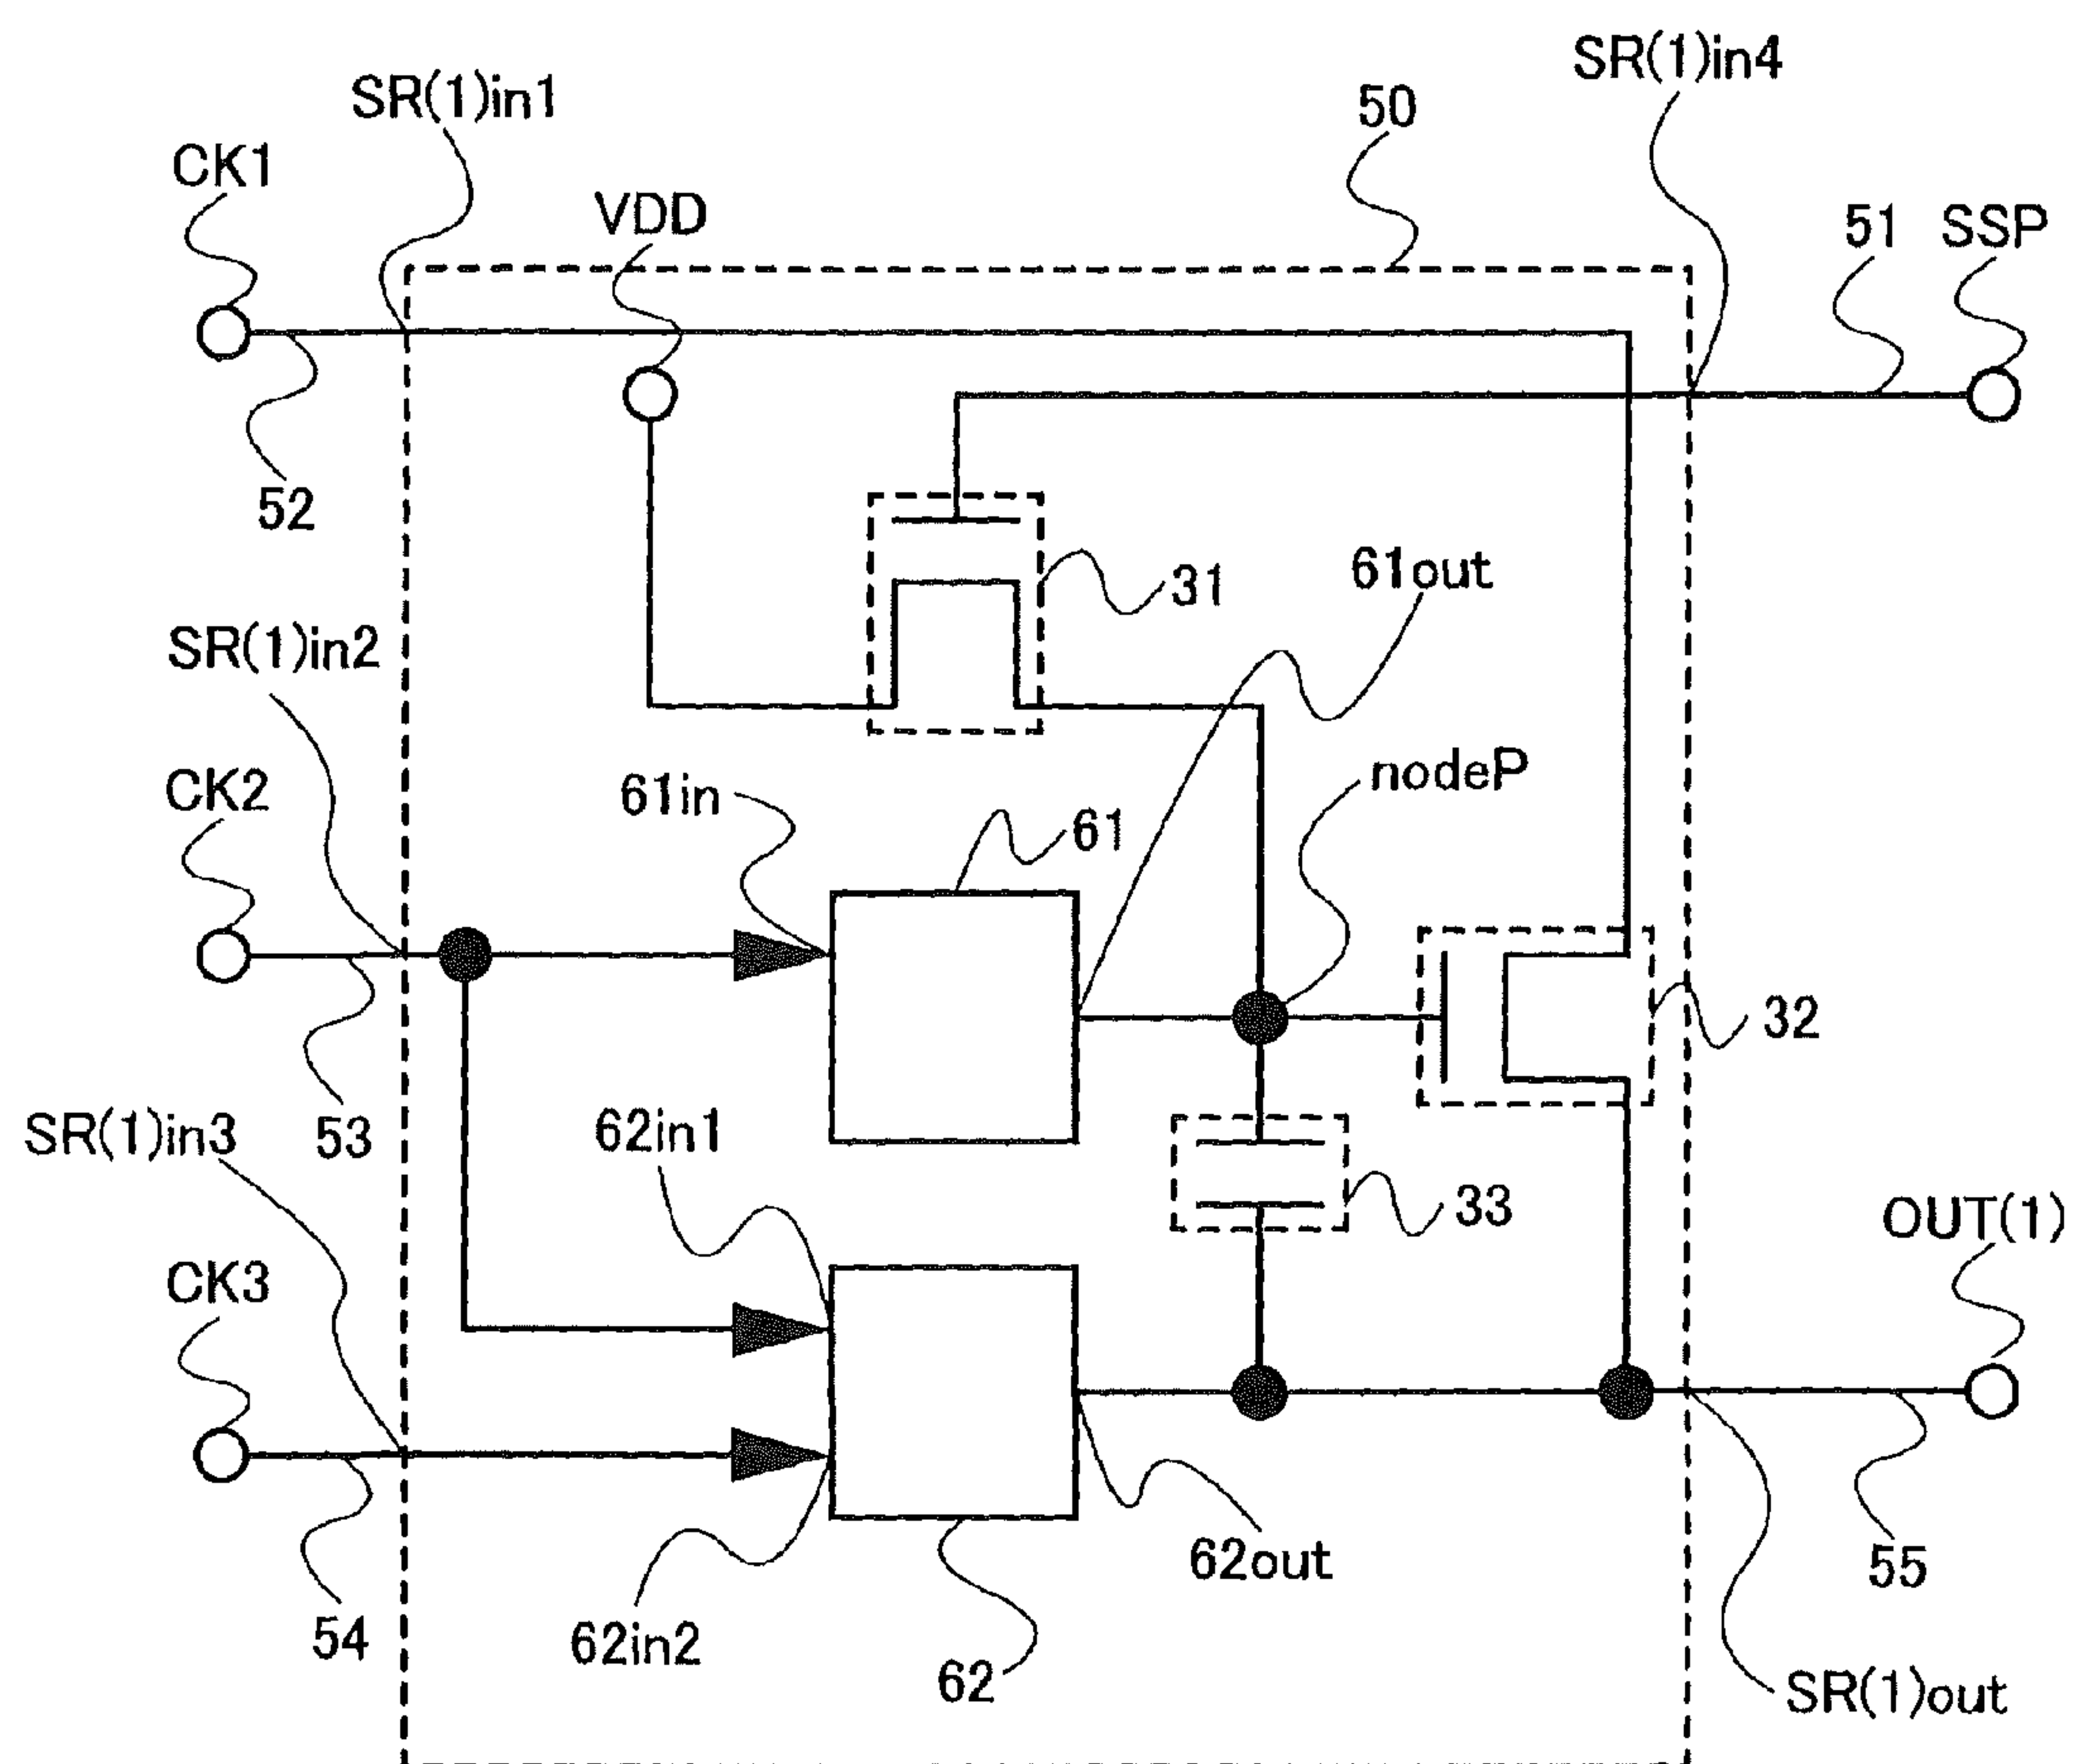 SR(1)in4
SR(1)in1
50
CK1
VDD
51
SSP
52
61out
31
SR(1)in2
nodeP
CK2
61in
61
32
SR(1)in3
53
62in1
33
OUT(1)
CK3
62out
55
54
62in2
62
SR(1)out